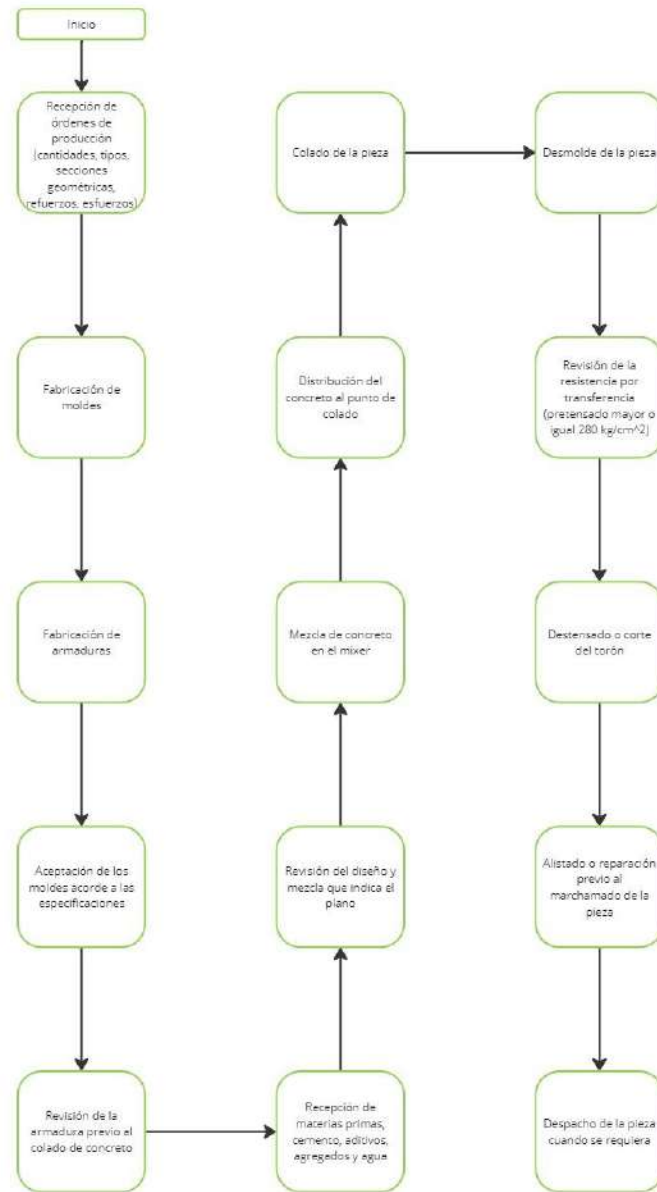 Inicio
Recepción de
órdenes de
producción
(cantidades, tipos,
secciones
geométricas,
refuerzos, esfuerzos)
Fabricación de
moldes
Fabricación de
armaduras
Aceptación de los
moldes acorde a las
especificaciones
Revisión de la
armadura previo al
colado de concreto
Recepción de
materias primas,
cemento, aditivos,
agregados y agua
Revisión del diseño y
mezcla que indica el
plano
Mezcla de concreto
en el mixer
Distribución del
concreto al punto de
colado
Colado de la pieza
Desmolde de la pieza
Revisión de la
resistencia por
transferencia
(pretensado mayor o
igual 280 kg/cm^2)
Destensado o corte
del torón
Alistado o reparación
previo al
marchamado de la
pieza
Despacho de la pieza
cuando se requiera